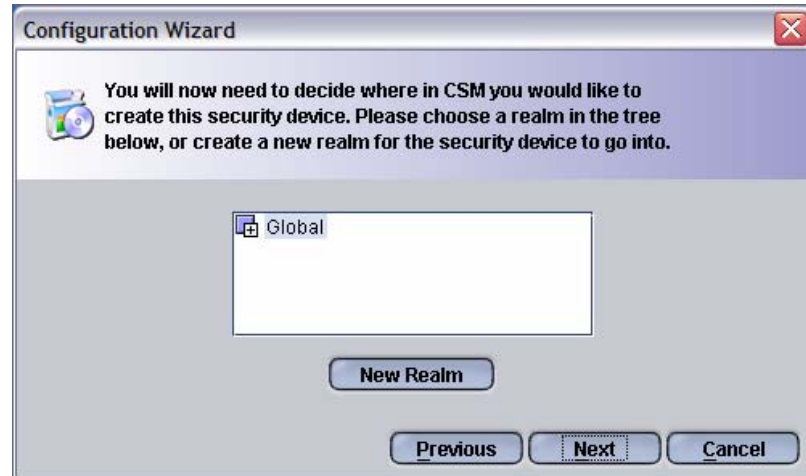 Configuration Wizard
You will now need to decide where in CSM you would like to
create this security device. Please choose a realm in the tree
below, or create a new realm for the security device to go into.
Global
New Realm
Previous Next Cancel